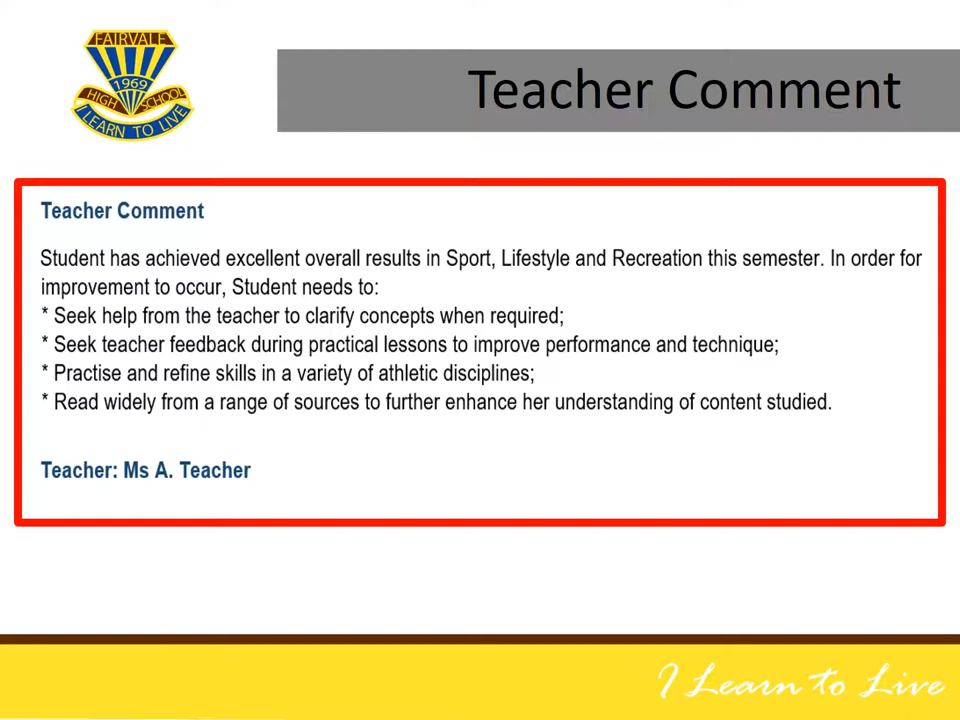 FAIRVALE
1969
HIGH SCHOOL
I LEARN TO LIVE
Teacher Comment
Teacher Comment
Student has achieved excellent overall results in Sport, Lifestyle and Recreation this semester. In order for
improvement to occur, Student needs to:
* Seek help from the teacher to clarify concepts when required;
* Seek teacher feedback during practical lessons to improve performance and technique;
* Practise and refine skills in a variety of athletic disciplines;
* Read widely from a range of sources to further enhance her understanding of content studied.
Teacher: Ms A. Teacher
I Learn to Live